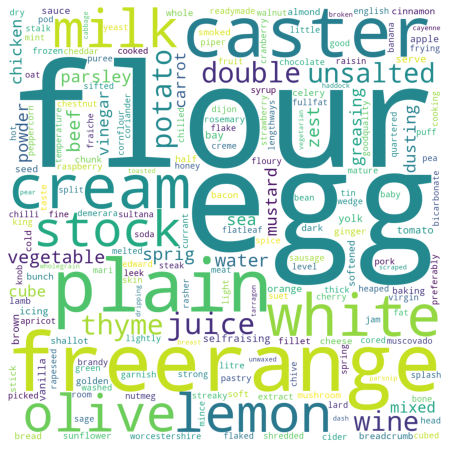 flour
egg
freerange
plain
milk
caster
cream
stock
white
olive
lemon
double
unsalted
potato
juice
thyme
chicken
parsley
powder
beef
vinegar
carrot
zest
greasing
dusting
mustard
sea
sprig
water
vegetable
cube
wine
mixed
selfraising
dry
pod
sauce
stalk
mint
cabbage
yeast
readymade
walnut
almond
english
cinnamon
smoked
piper
whole
cranberry
little
broken
cayenne
good
banana
apple
frying
frozen
cheddar
cooked
puree
fruit
chocolate
raisin
serve
oat
chestnut
sifted
syrup
celery
fullfat
haddock
hot
peppercorn
temperature
cornflour
coriander
dijon
rosemary
flake
chilled
bay
creme
fraiche
chunk
vegetarian
lengthways
goodquality
quartered
puff
cooking
seed
split
toasted
half
honey
floury
mature
pea
bicarbonate
pear
taste
bacon
bean
tin
wedge
baby
chilli
fine
demerara
sultana
flatleaf
dark
yolk
tomato
king
cold
soda
currant
spice
ginger
knob
wholegrain
melted
edward
steak
sausage
level
softened
pork
scraped
preferably
mari
leek
skin
dripping
meat
bunch
lamb
icing
rasher
light
suet
orange
thick
heaped
baking
virgin
tarragon
cherry
jam
fat
brown
apricot
shallot
lightly
fillet
cheese
cored
muscovado
stick
vanilla
rapeseed
brandy
green
golden
garnish
strong
litre
pastry
breast
unwaxed
spring
chive
parsnip
splash
picked
room
washed
nutmeg
streaky
soft
extract
mushroom
mince
lard
dash
head
bread
sunflower
sage
worcestershire
flaked
shredded
cider
breadcrumb
cubed